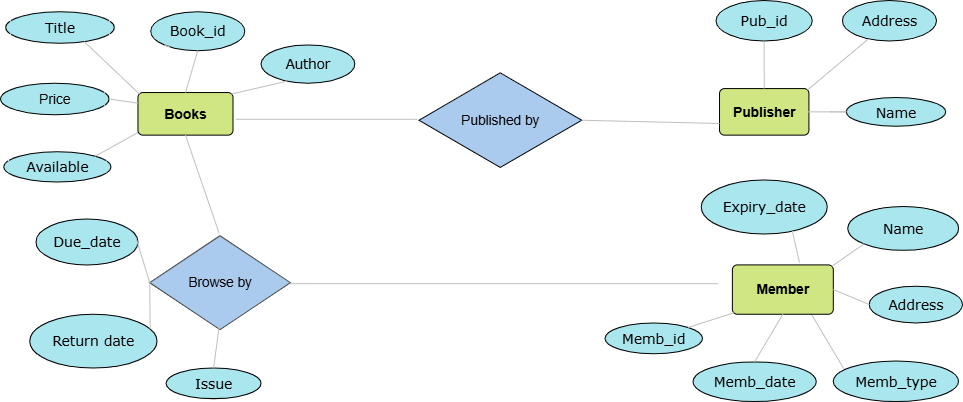 Title
Book_id
Pub_id
Address
Author
Price
Books
Published by
Publisher
Name
Available
Expiry_date
Name
Due_date
Browse by
Member
Address
Return date
Memb_id
Issue
Memb_date
Memb_type